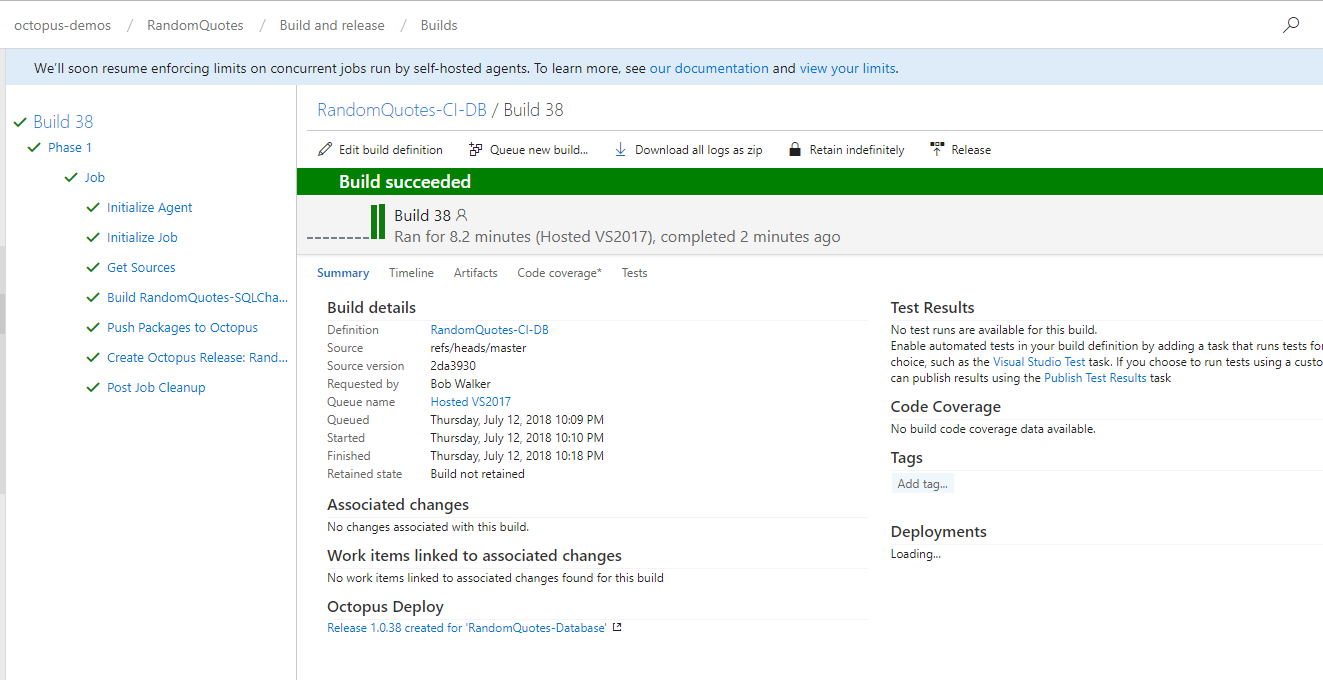 octopus-demos / RandomQuotes / Build and release / Builds
We'll soon resume enforcing limits on concurrent jobs run by self-hosted agents. To learn more, see our documentation and view your limits.
Build 38
Phase 1
Job
Initialize Agent
Initialize Job
Get Sources
Build RandomQuotes-SQLCha...
Push Packages to Octopus
Create Octopus Release: Rand...
Post Job Cleanup
RandomQuotes-CI-DB / Build 38
Edit build definition Queue new build... Download all logs as zip Retain indefinitely Release
Build succeeded
Build 38
Ran for 8.2 minutes (Hosted VS2017), completed 2 minutes ago
Summary Timeline Artifacts Code coverage* Tests
Build details
Definition RandomQuotes-CI-DB
Source refs/heads/master
Source version 2da3930
Requested by Bob Walker
Queue name Hosted VS2017
Queued Thursday, July 12, 2018 10:09 PM
Started Thursday, July 12, 2018 10:10 PM
Finished Thursday, July 12, 2018 10:18 PM
Retained state Build not retained
Associated changes
No changes associated with this build.
Work items linked to associated changes
No work items linked to associated changes found for this build
Octopus Deploy
Release 1.0.38 created for 'RandomQuotes-Database'
Test Results
No test runs are available for this build.
Enable automated tests in your build definition by adding a task that runs tests for
choice, such as the Visual Studio Test task. If you choose to run tests using a custo
can publish results using the Publish Test Results task
Code Coverage
No build code coverage data available.
Tags
Add tag...
Deployments
Loading...